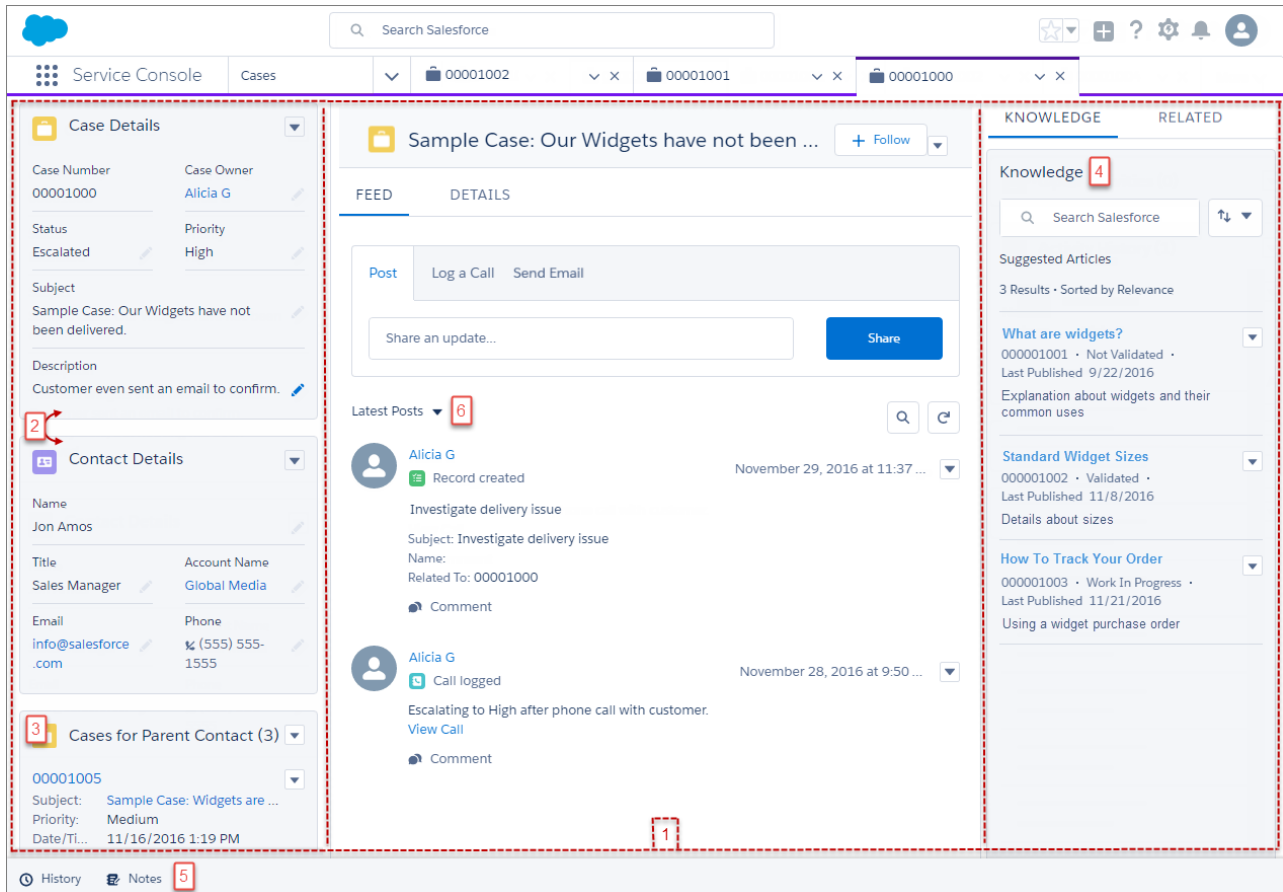 Search Salesforce
Service Console
Cases
00001002
00001001
00001000
Case Details
Case Number
Case Owner
00001000
Alicia G
Status
Priority
Escalated
High
Subject
Sample Case: Our Widgets have not
been delivered.
Description
Customer even sent an email to confirm.
2
Contact Details
Name
Jon Amos
Title
Account Name
Sales Manager
Global Media
Email
Phone
info@salesforce
.com
(555) 555-
1555
3
Cases for Parent Contact (3)
00001005
Subject: Sample Case: Widgets are ...
Priority: Medium
Date/Ti... 11/16/2016 1:19 PM
Sample Case: Our Widgets have not been ...
+ Follow
FEED
DETAILS
Post
Log a Call
Send Email
Share an update...
Share
Latest Posts
6
Alicia G
Record created
November 29, 2016 at 11:37 ...
Investigate delivery issue
Subject: Investigate delivery issue
Name:
Related To: 00001000
Comment
Alicia G
Call logged
November 28, 2016 at 9:50 ...
Escalating to High after phone call with customer.
View Call
Comment
1
KNOWLEDGE
RELATED
Knowledge
4
Search Salesforce
Suggested Articles
3 Results • Sorted by Relevance
What are widgets?
000001001 • Not Validated •
Last Published 9/22/2016
Explanation about widgets and their
common uses
Standard Widget Sizes
000001002 • Validated •
Last Published 11/8/2016
Details about sizes
How To Track Your Order
000001003 • Work In Progress •
Last Published 11/21/2016
Using a widget purchase order
History
Notes
5